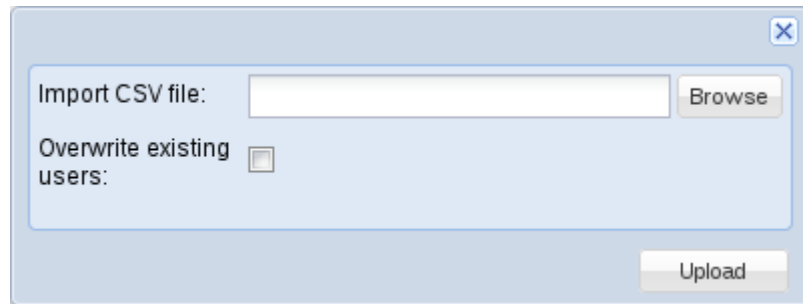 Import CSV file:
Browse
Overwrite existing
users:
Upload